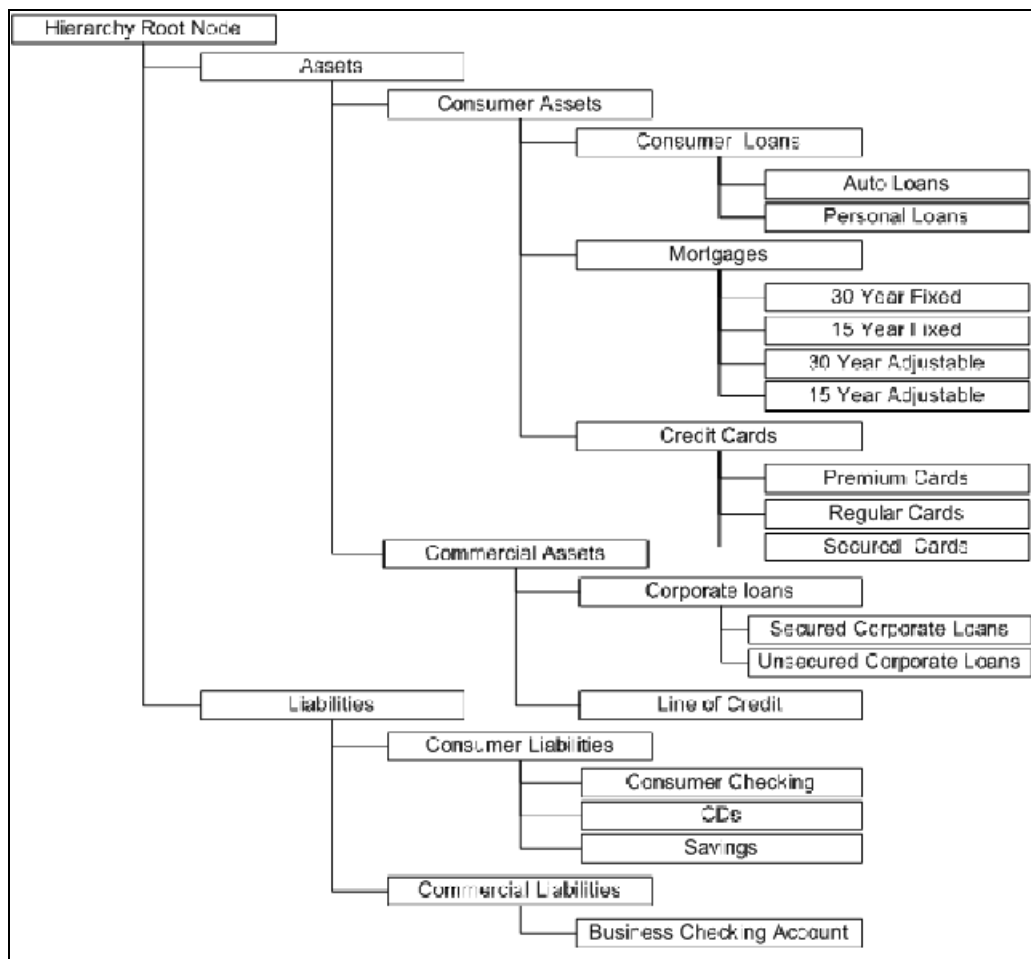 Hierarchy Root Node
Assets
Consumer Assets
Consumer Loans
Auto Loans
Personal Loans
Mortgages
30 Year Fixed
15 Year Fixed
30 Year Adjustable
15 Year Adjustable
Credit Cards
Premium Cards
Regular Cards
Secured Cards
Commercial Assets
Corporate loans
Secured Corporate Loans
Unsecured Corporate Loans
Line of Credit
Liabilities
Consumer Liabilities
Consumer Checking
CDs
Savings
Commercial Liabilities
Business Checking Account